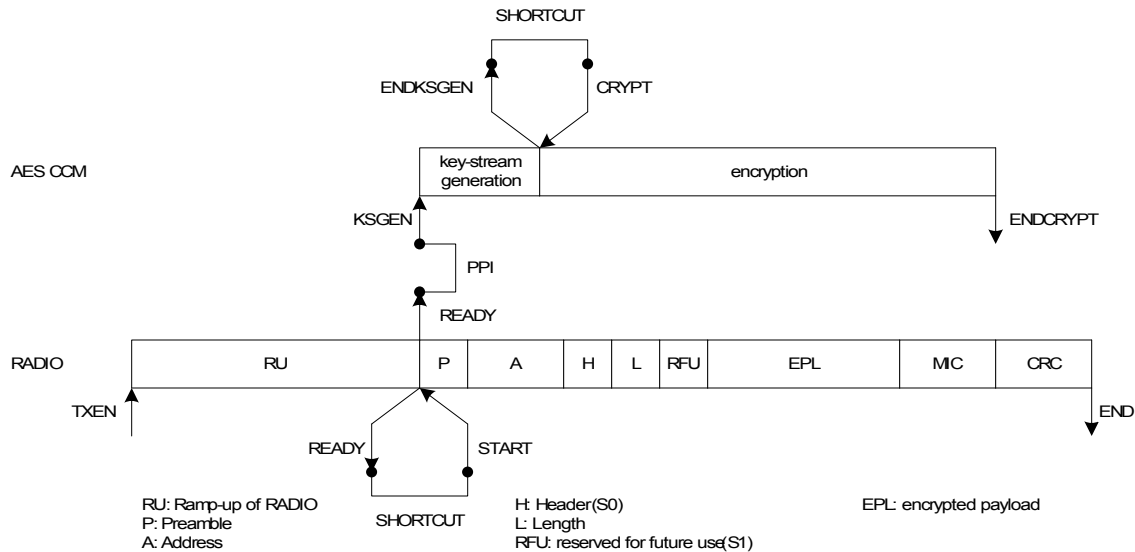 SHORTCUT
ENDKSGEN
CRYPT
AES CCM
key-stream
generation
encryption
KSGEN
ENDCRYPT
PPI
READY
RADIO
RU
P
A
H
L
RFU
EPL
MIC
CRC
TXEN
END
READY
START
SHORTCUT
RU: Ramp-up of RADIO
P: Preamble
A: Address
H: Header(S0)
L: Length
RFU: reserved for future use(S1)
EPL: encrypted payload